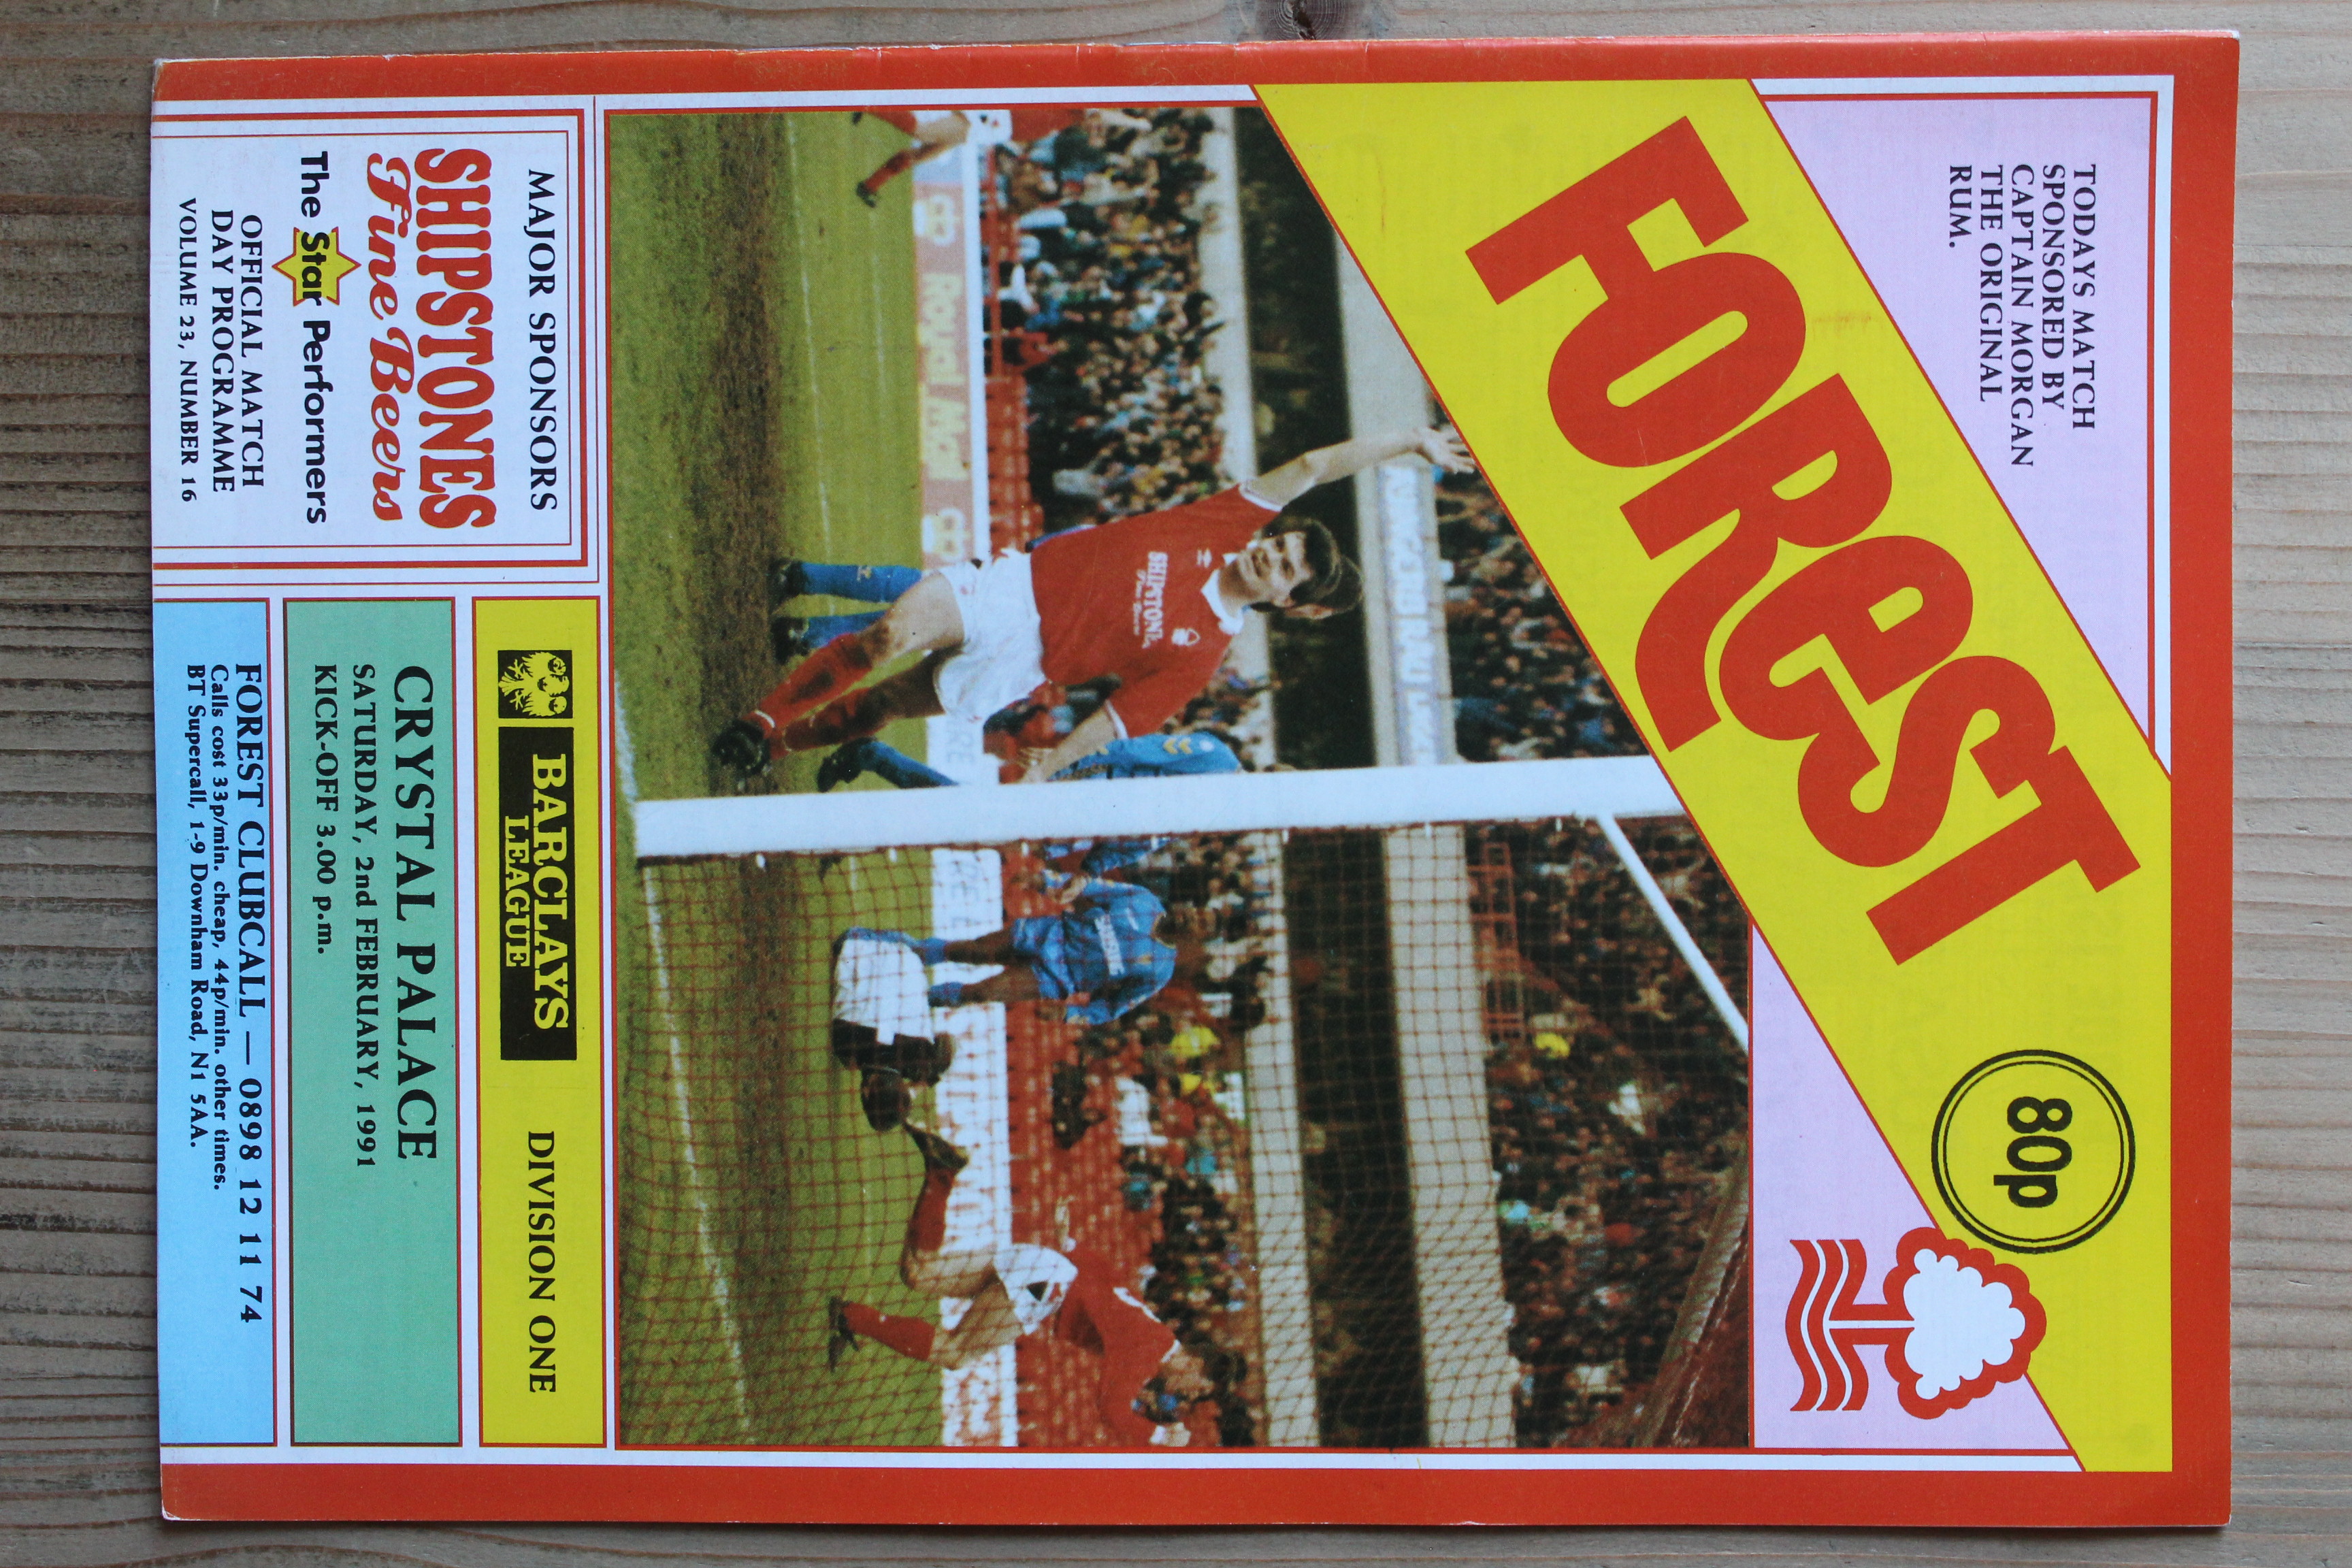 TODAYS MATCH
SPONSORED BY
CAPTAIN MORGAN
THE ORIGINAL
RUM.
FOREST
80p
SHIPSTONES
Fine Beers
MAJOR SPONSORS
SHIPSTONES
Fine Beers
The Star Performers
OFFICIAL MATCH
DAY PROGRAMME
VOLUME 23, NUMBER 16
BARCLAYS
LEAGUE
DIVISION ONE
CRYSTAL PALACE
SATURDAY, 2nd FEBRUARY, 1991
KICK-OFF 3.00 p.m.
FOREST CLUBCALL — 0898 12 11 74
Calls cost 33p/min. cheap, 44p/min. other times.
BT Supercall, 1-9 Downham Road, N1 5AA.